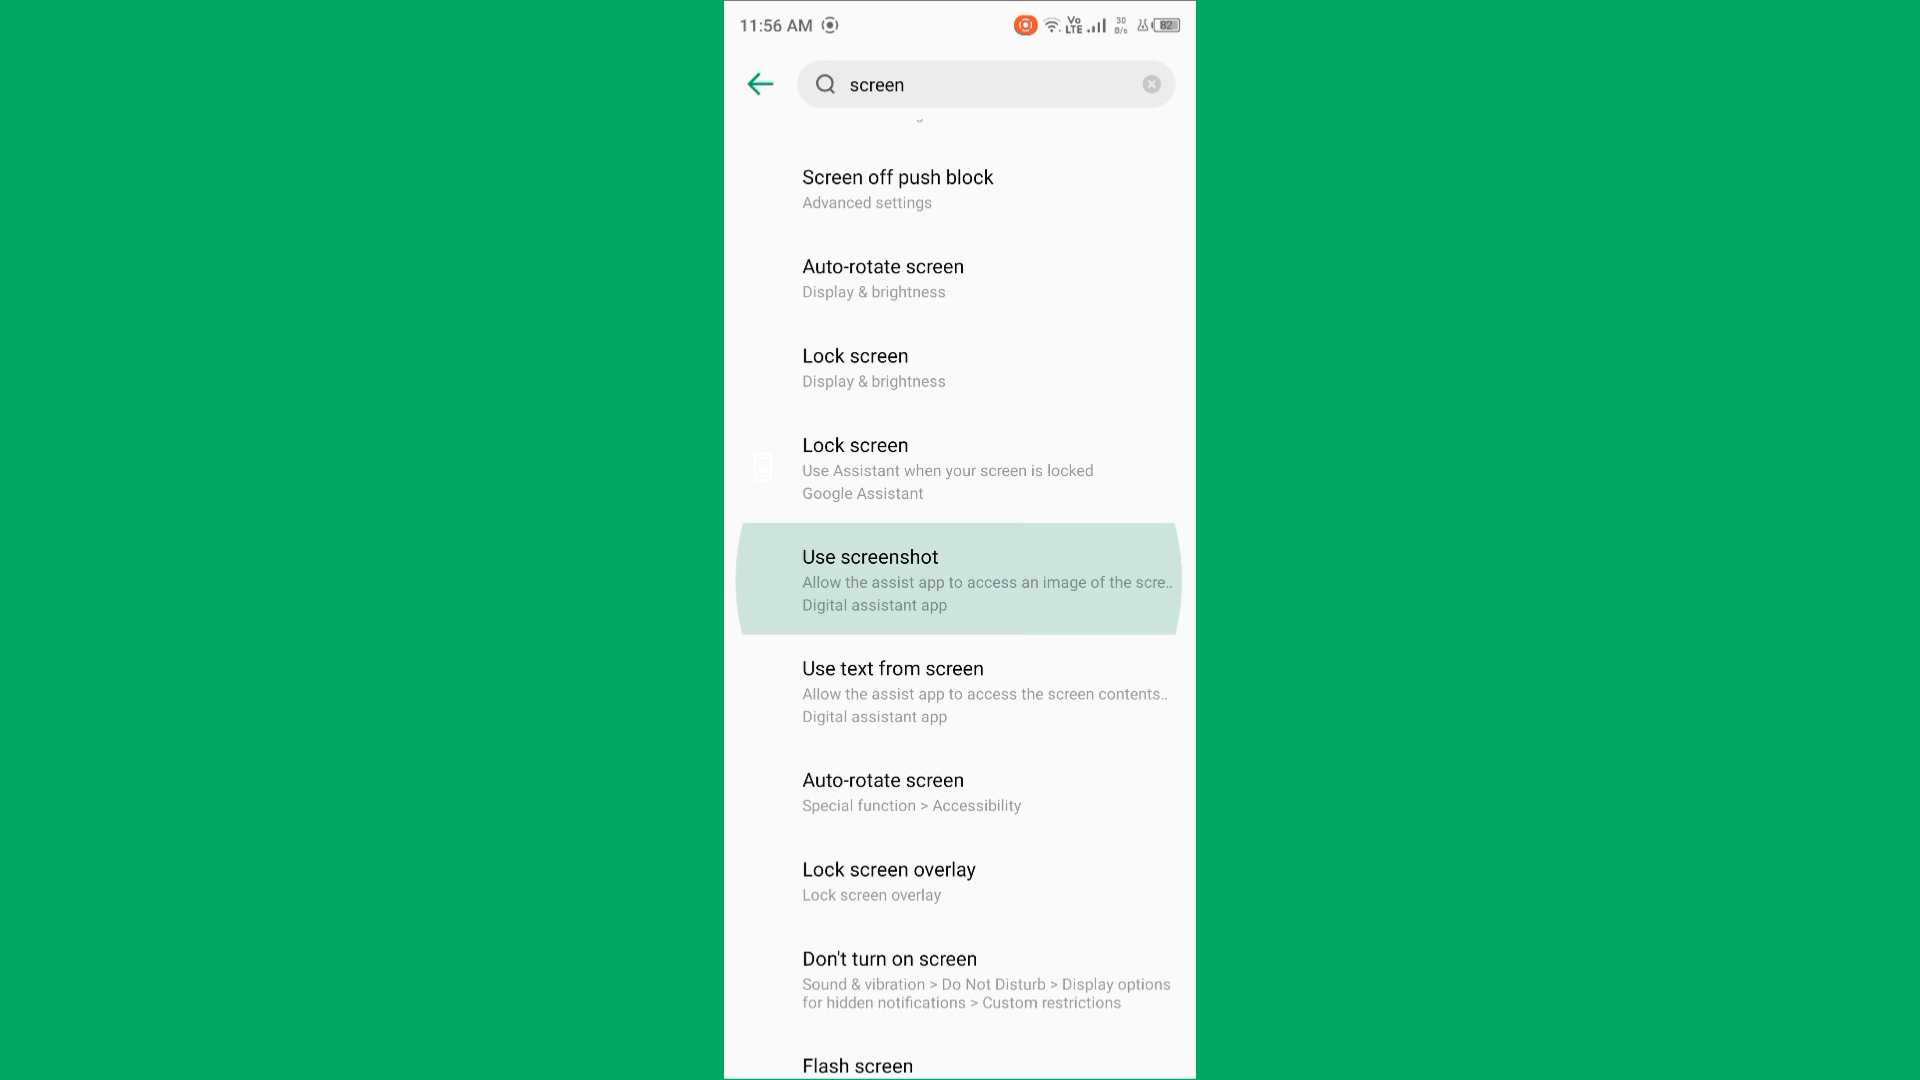 11:56 AM
Vo
LTE
30
B/s
82
screen
Screen off push block
Advanced settings
Auto-rotate screen
Display & brightness
Lock screen
Display & brightness
Lock screen
Use Assistant when your screen is locked
Google Assistant
Use screenshot
Allow the assist app to access an image of the scre..
Digital assistant app
Use text from screen
Allow the assist app to access the screen contents..
Digital assistant app
Auto-rotate screen
Special function > Accessibility
Lock screen overlay
Lock screen overlay
Don't turn on screen
Sound & vibration > Do Not Disturb > Display options
for hidden notifications > Custom restrictions
Flash screen